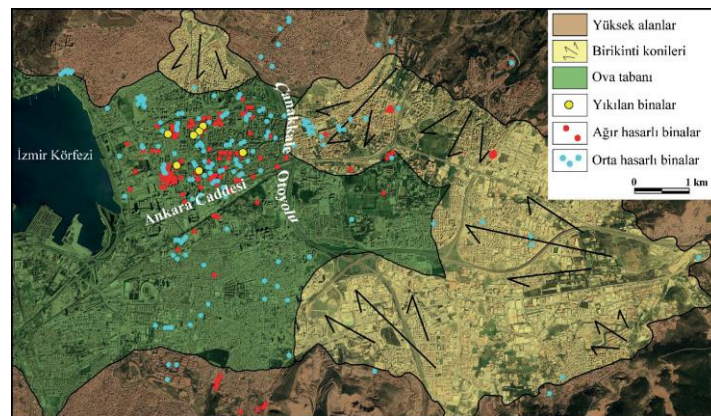 Yüksek alanlar
Birikinti konileri
Ova tabanı
Yıkılan binalar
Ağır hasarlı binalar
Orta hasarlı binalar
0 1 km
Çanakkale
Otoyolu
İzmir Körfezi
Ankara Caddesi